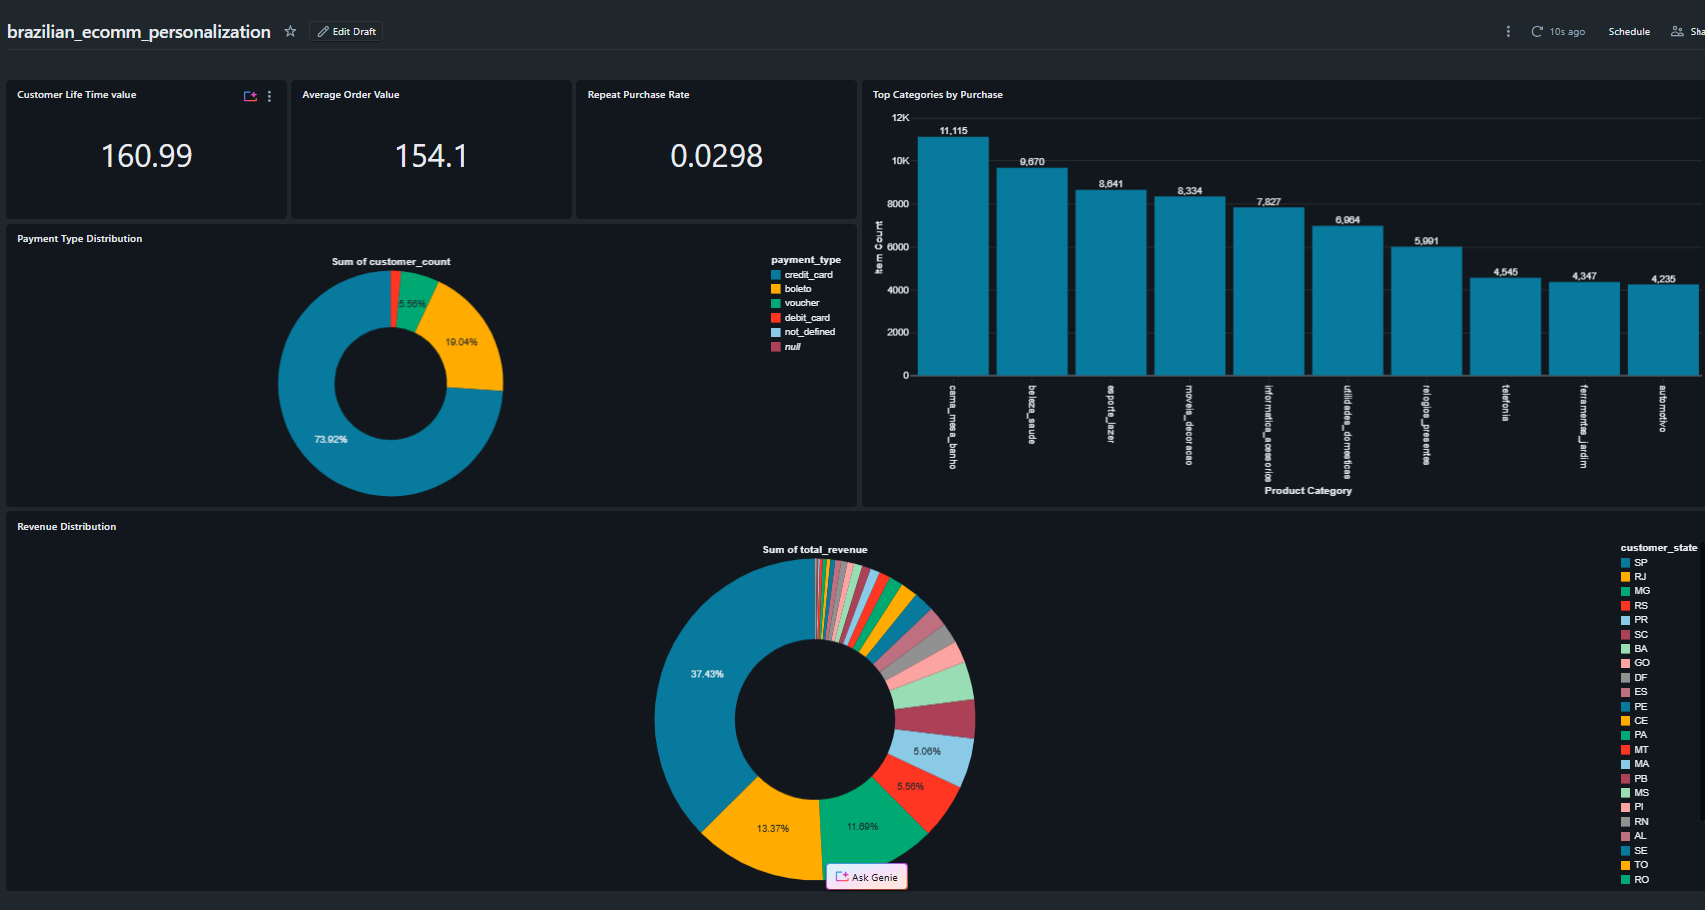 brazilian_ecomm_personalization
Edit Draft
10s ago
Schedule
Customer Life Time value
160.99
Average Order Value
154.1
Repeat Purchase Rate
0.0298
Top Categories by Purchase
12K
10K
8000
6000
4000
2000
0
Item Count
11,115
9,670
8,641
8,334
7,827
6,964
5,991
4,545
4,347
4,235
cama_mesa_banho
beleza_saude
esporte_lazer
moveis_decoracao
informatica_acessorios
utilidades_domesticas
relogios_presentes
telefonia
ferramentas_jardim
automotivo
Product Category
Payment Type Distribution
Sum of customer_count
5.56%
19.04%
73.92%
payment_type
credit_card
boleto
voucher
debit_card
not_defined
null
Revenue Distribution
Sum of total_revenue
37.43%
13.37%
11.69%
5.56%
5.06%
customer_state
SP
RJ
MG
RS
PR
SC
BA
GO
DF
ES
PE
CE
PA
MT
MA
PB
MS
PI
RN
AL
SE
TO
RO
Ask Genie